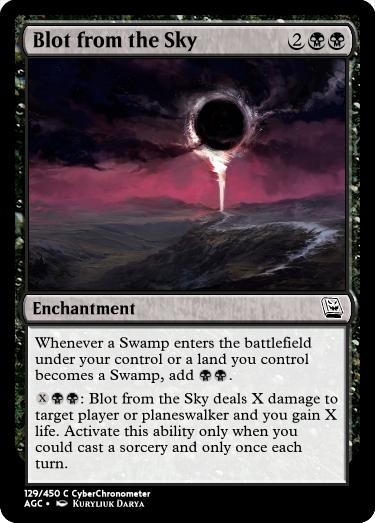 Blot from the Sky 2
Enchantment
Whenever a Swamp enters the battlefield
under your control or a land you control
becomes a Swamp, add .
X : Blot from the Sky deals X damage to
target player or planeswalker and you gain X
life. Activate this ability only when you
could cast a sorcery and only once each
turn.
129/450 C CyberChronometer
AGC • Kuryliuk Darya